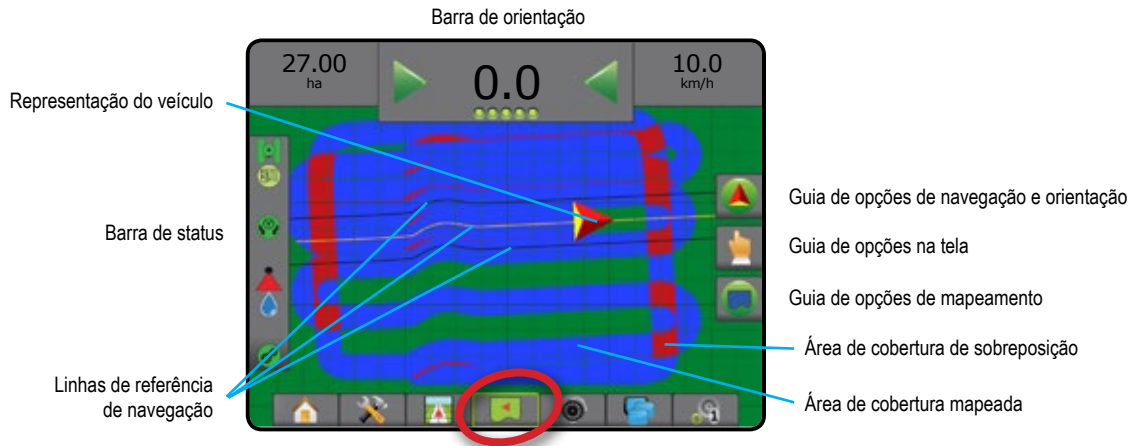 Barra de orientação
27.00
ha
0.0
10.0
km/h
Representação do veículo
Barra de status
Linhas de referência
de navegação
Guia de opções de navegação e orientação
Guia de opções na tela
Guia de opções de mapeamento
Área de cobertura de sobreposição
Área de cobertura mapeada
1